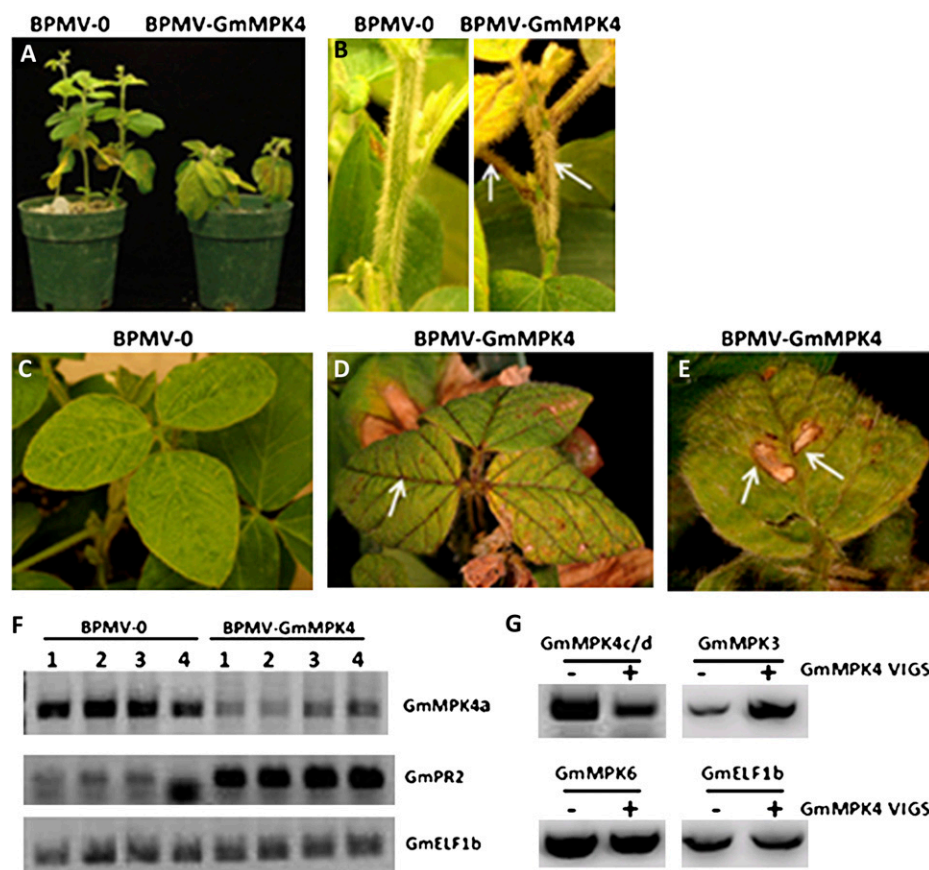 BPMV-0 BPMV-GmMPK4 BPMV-0 BPMV-GmMPK4
A B
BPMV-0 BPMV-GmMPK4 BPMV-GmMPK4
C D E
F BPMV-0 BPMV-GmMPK4
1 2 3 4 1 2 3 4
GmMPK4a
GmPR2
GmELF1b
G
GmMPK4c/d GmMPK3
- + - + GmMPK4 VIGS
GmMPK6 GmELF1b
- + - + GmMPK4 VIGS